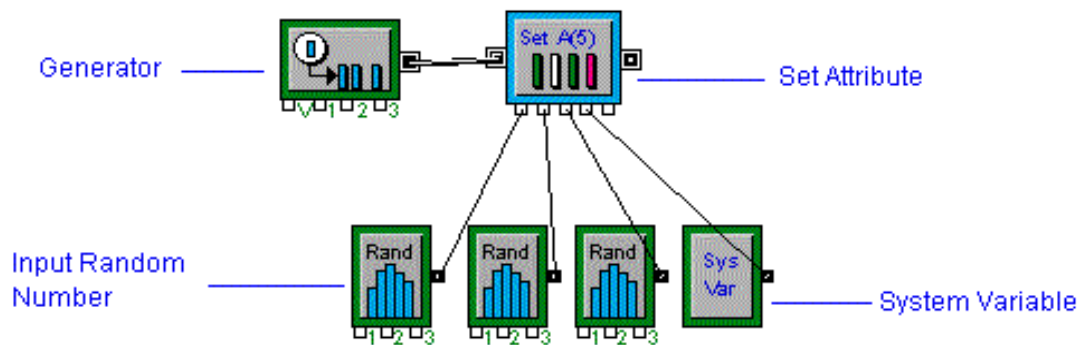 Set A(5)
Generator
Set Attribute
V 1 2 3
Input Random
Number
Rand
Rand
Rand
Sys
Var
System Variable
1 2 3
1 2 3
1 2 3